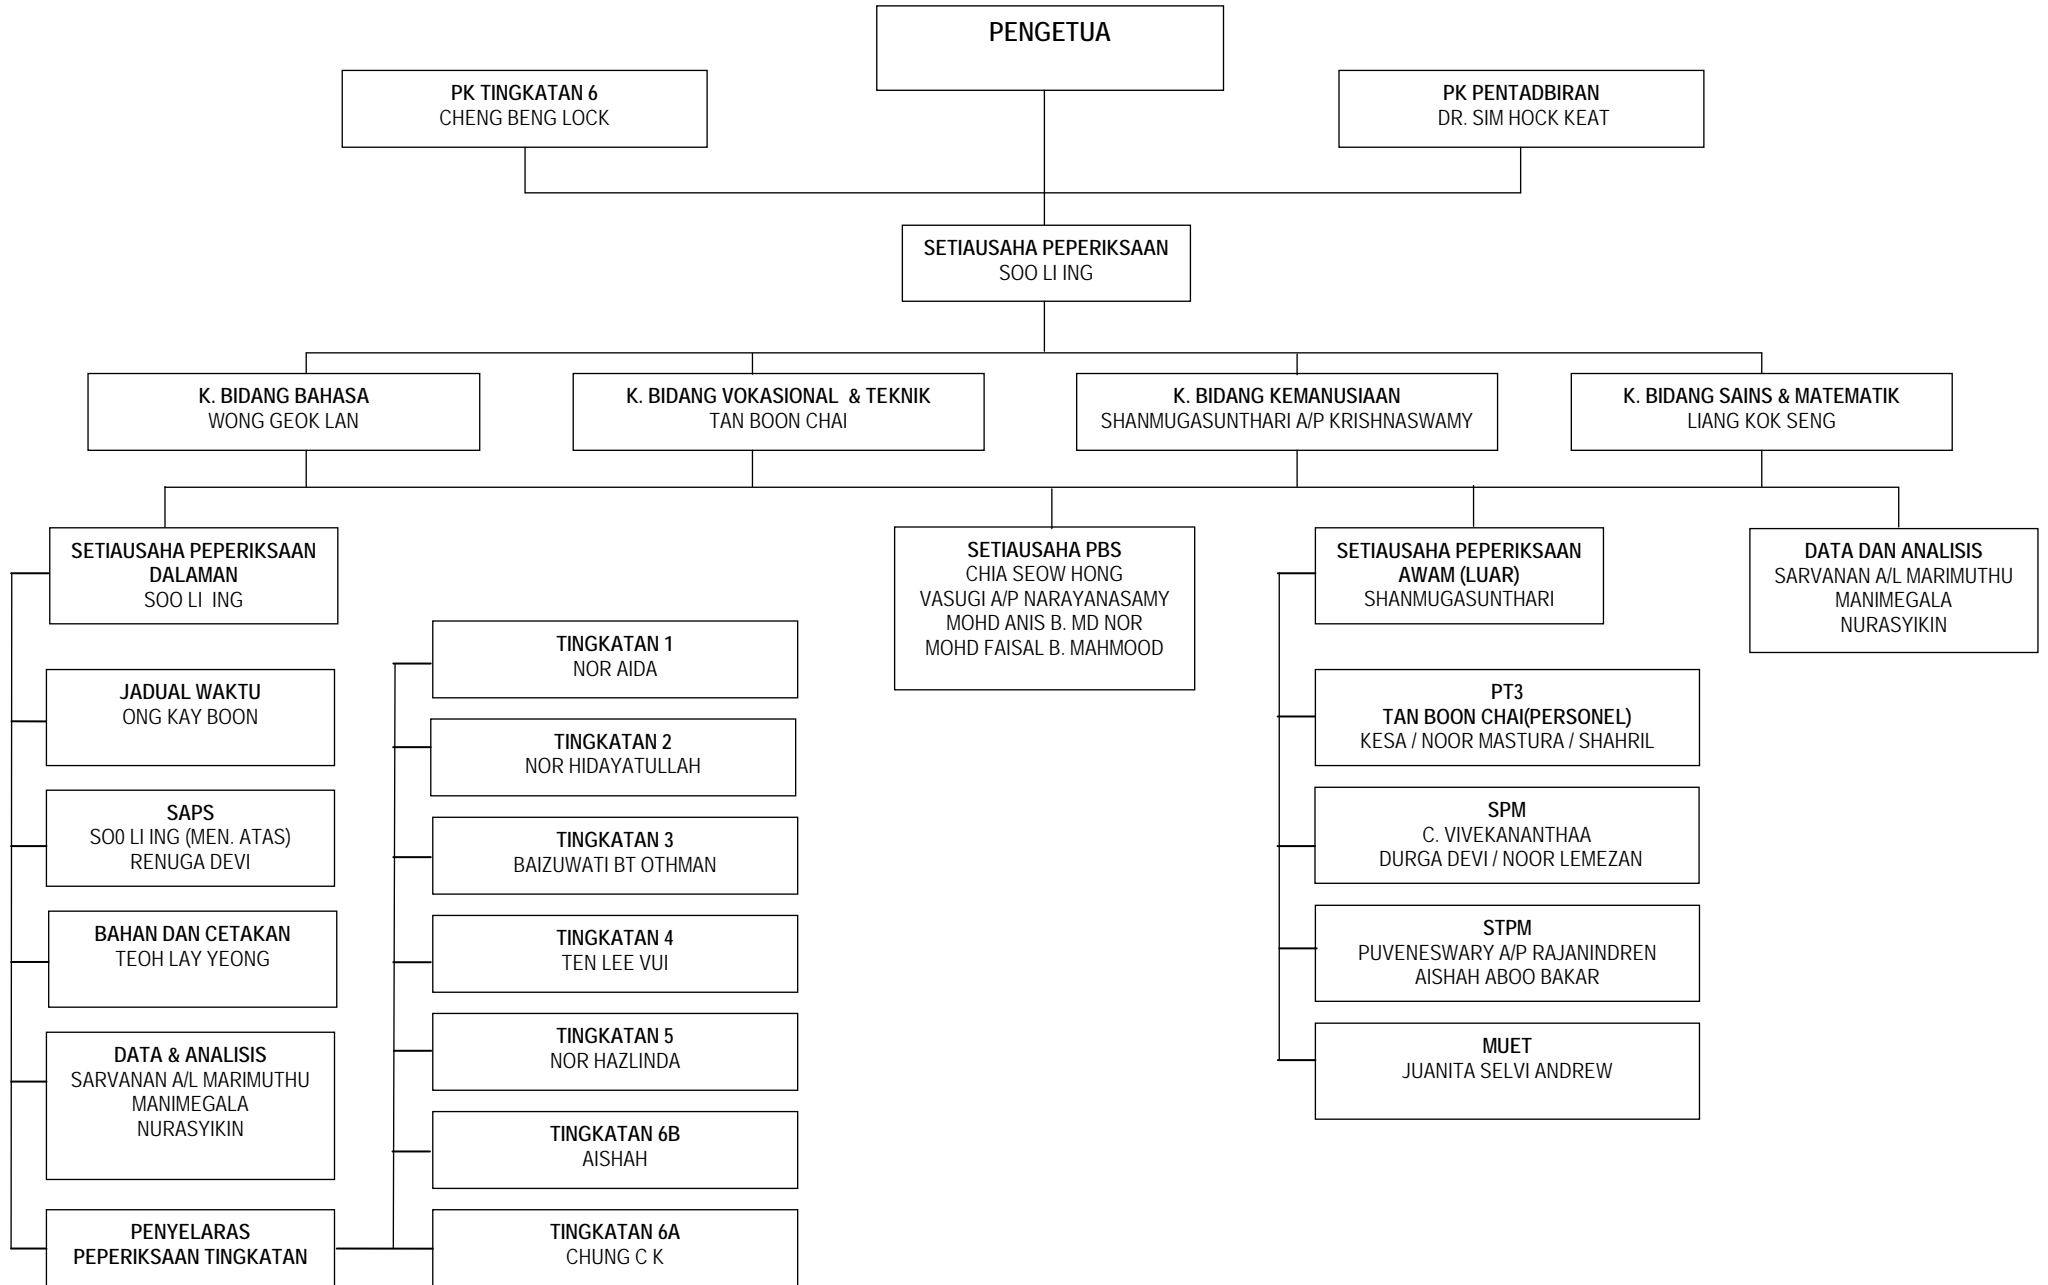 PENGETUA
PK TINGKATAN 6
CHENG BENG LOCK
PK PENTADBIRAN
DR. SIM HOCK KEAT
SETIAUSAHA PEPERIKSAAN
SOO LI ING
K. BIDANG BAHASA
WONG GEOK LAN
K. BIDANG VOKASIONAL & TEKNIK
TAN BOON CHAI
K. BIDANG KEMANUSIAAN
SHANMUGASUNTHARI A/P KRISHNASWAMY
K. BIDANG SAINS & MATEMATIK
LIANG KOK SENG
SETIAUSAHA PEPERIKSAAN
DALAMAN
SOO LI ING
JADUAL WAKTU
ONG KAY BOON
SAPS
SO0 LI ING (MEN. ATAS)
RENUGA DEVI
BAHAN DAN CETAKAN
TEOH LAY YEONG
DATA & ANALISIS
SARVANAN A/L MARIMUTHU
MANIMEGALA
NURASYIKIN
PENYELARAS
PEPERIKSAAN TINGKATAN
TINGKATAN 1
NOR AIDA
TINGKATAN 2
NOR HIDAYATULLAH
TINGKATAN 3
BAIZUWATI BT OTHMAN
TINGKATAN 4
TEN LEE VUI
TINGKATAN 5
NOR HAZLINDA
TINGKATAN 6B
AISHAH
TINGKATAN 6A
CHUNG C K
SETIAUSAHA PBS
CHIA SEOW HONG
VASUGI A/P NARAYANASAMY
MOHD ANIS B. MD NOR
MOHD FAISAL B. MAHMOOD
SETIAUSAHA PEPERIKSAAN
AWAM (LUAR)
SHANMUGASUNTHARI
PT3
TAN BOON CHAI(PERSONEL)
KESA / NOOR MASTURA / SHAHRIL
SPM
C. VIVEKANANTHAA
DURGA DEVI / NOOR LEMEZAN
STPM
PUVENESWARY A/P RAJANINDREN
AISHAH ABOO BAKAR
MUET
JUANITA SELVI ANDREW
DATA DAN ANALISIS
SARVANAN A/L MARIMUTHU
MANIMEGALA
NURASYIKIN